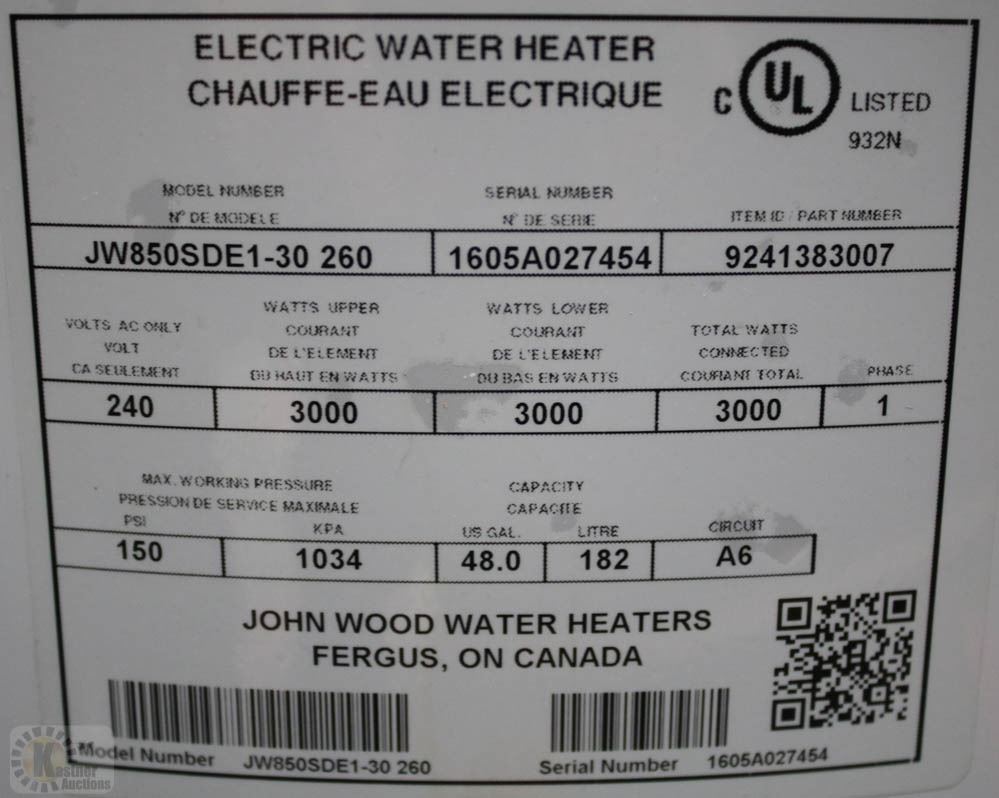 ELECTRIC WATER HEATER
CHAUFFE-EAU ELECTRIQUE
C UL LISTED
932N
MODEL NUMBER
N° DE MODELE
SERIAL NUMBER
N° DE SERIE
ITEM ID / PART NUMBER
JW850SDE1-30 260 1605A027454 9241383007
VOLTS AC ONLY
VOLT
CA SEULEMENT
WATTS UPPER
COURANT
DE L'ELEMENT
DU HAUT EN WATTS
WATTS LOWER
COURANT
DE L'ELEMENT
DU BAS EN WATTS
TOTAL WATTS
CONNECTED
COURANT TOTAL
PHASE
240 3000 3000 3000 1
MAX. WORKING PRESSURE
PRESSION DE SERVICE MAXIMALE
PSI KPA
CAPACITY
CAPACITE
US GAL. LITRE
CIRCUIT
150 1034 48.0 182 A6
JOHN WOOD WATER HEATERS
FERGUS, ON CANADA
Model Number JW850SDE1-30 260
Serial Number 1605A027454
Kastner
Auctions